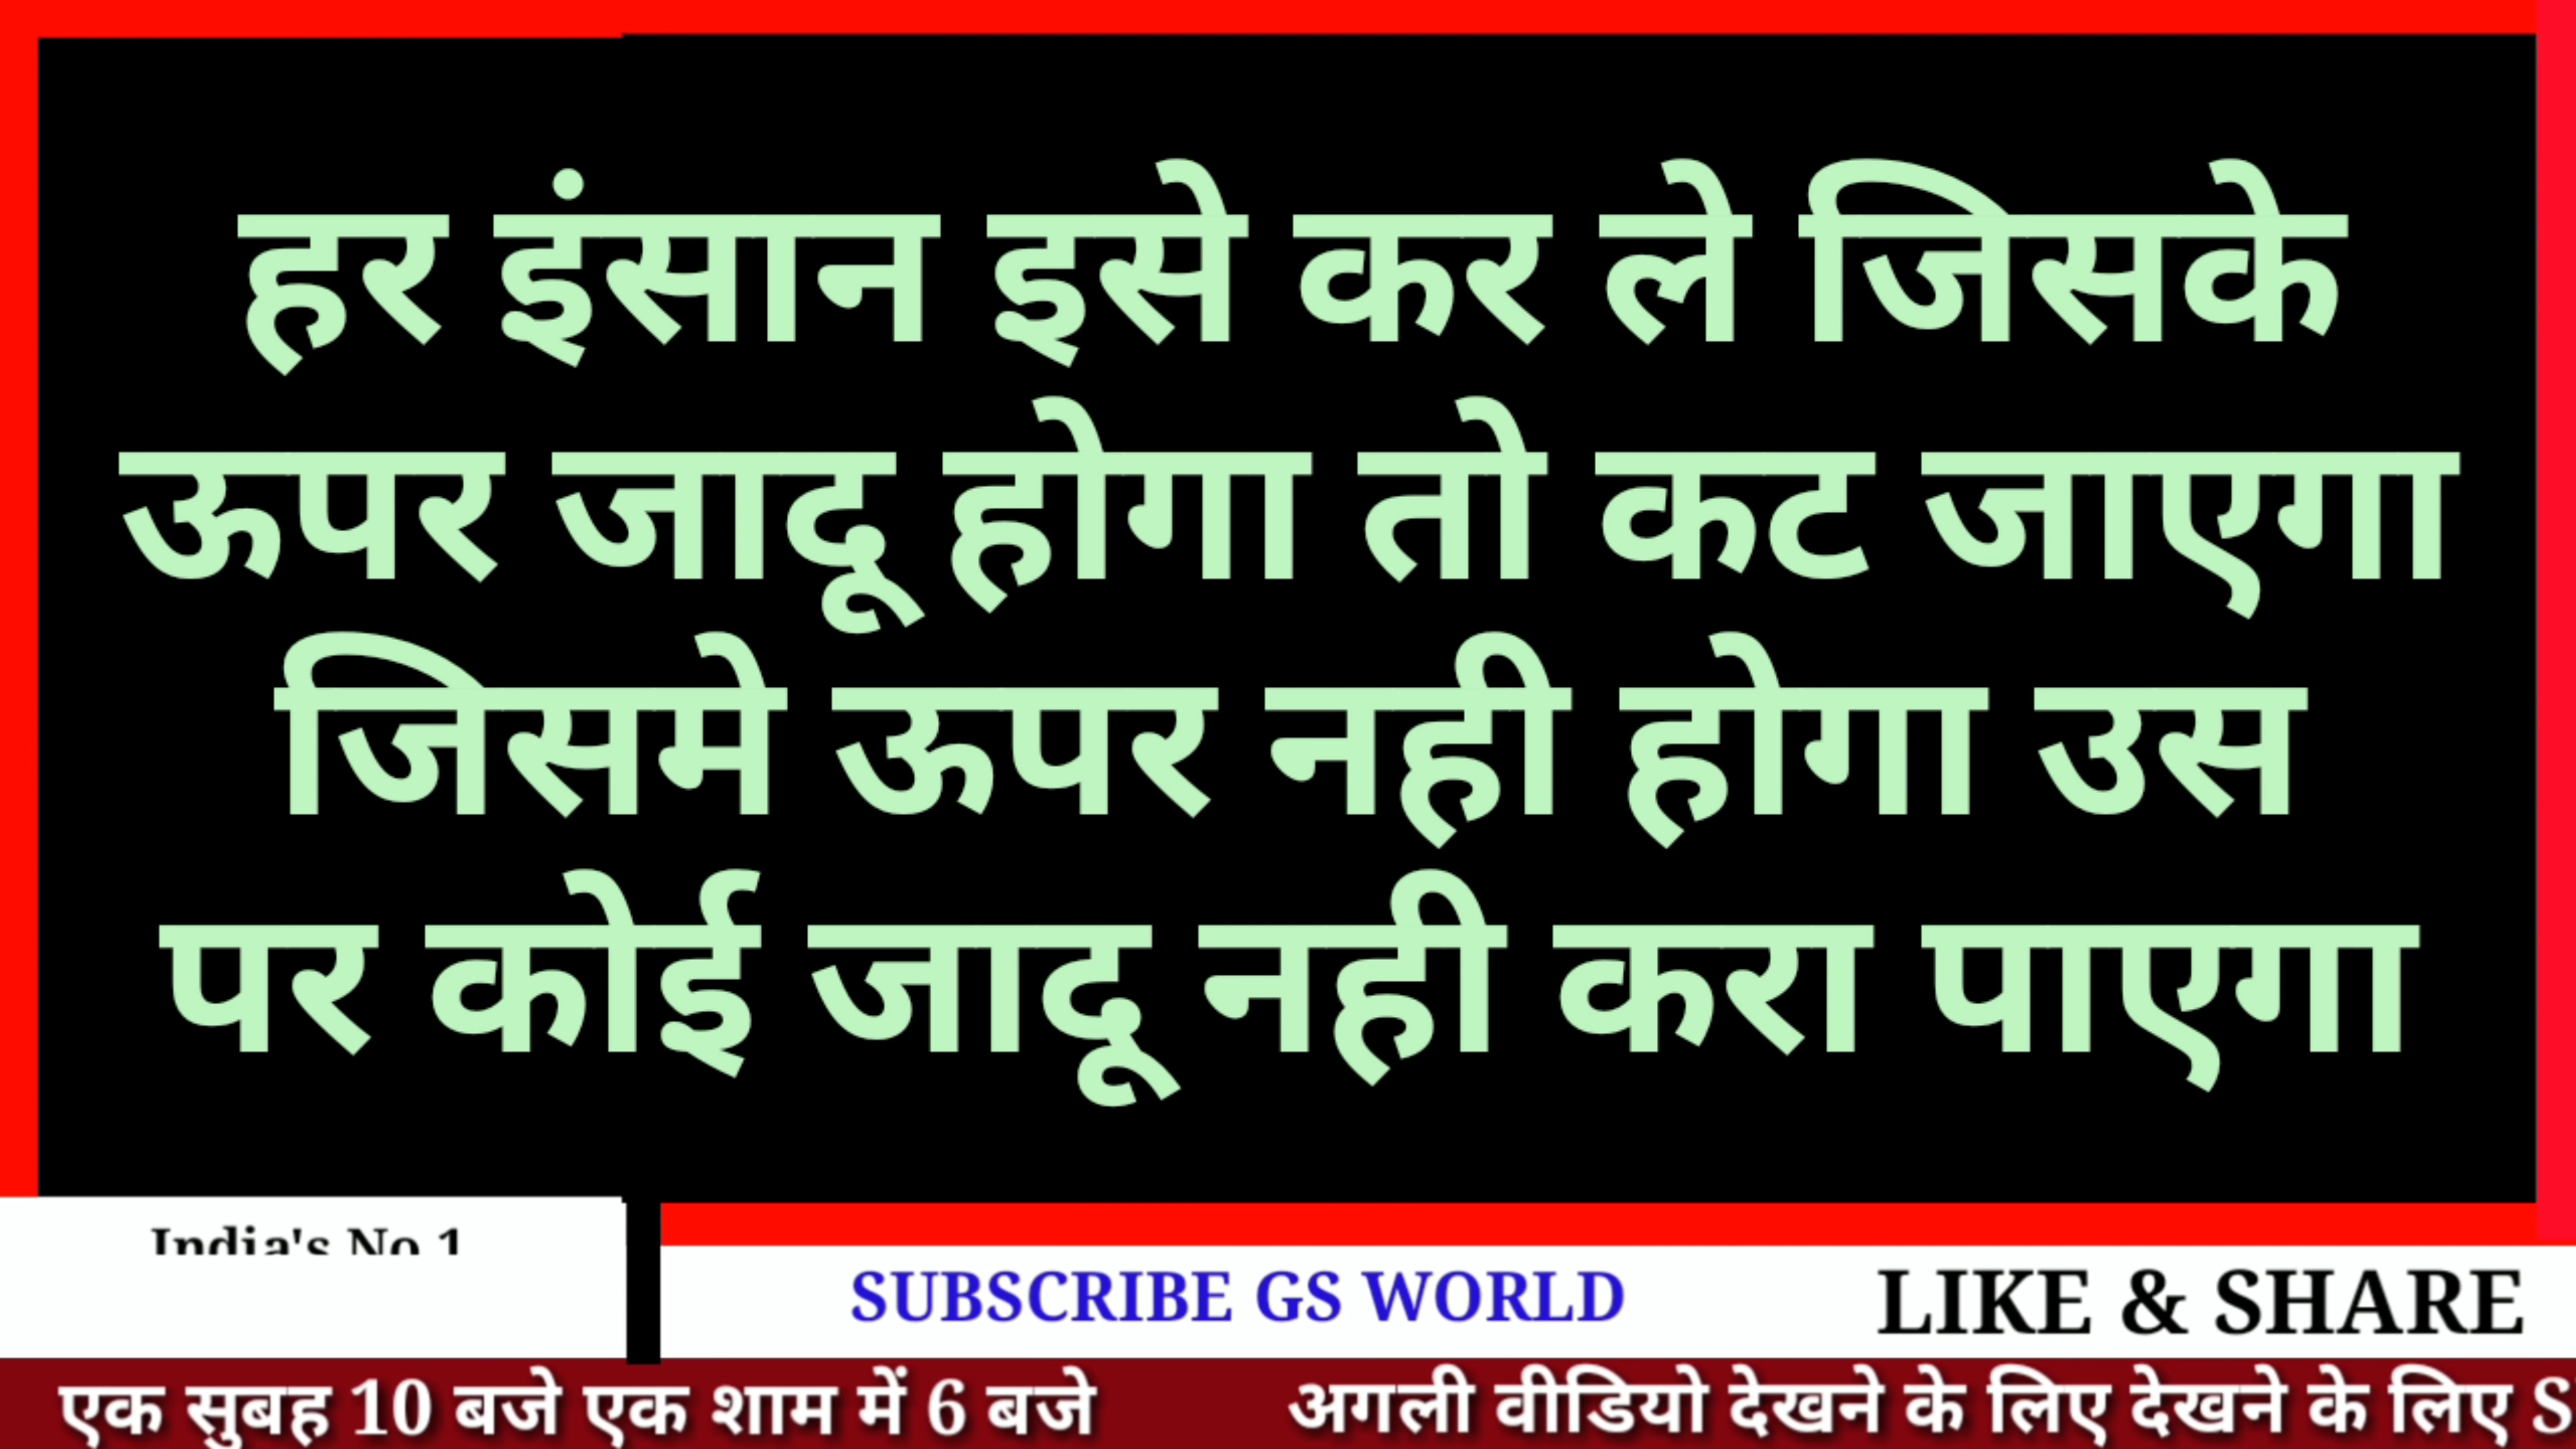 हर इंसान इसे कर ले जिसके
ऊपर जादू होगा तो कट जाएगा
जिसमे ऊपर नही होगा उस
पर कोई जादू नही करा पाएगा
India's No 1
SUBSCRIBE GS WORLD
LIKE & SHARE
एक सुबह 10 बजे एक शाम में 6 बजे
अगली वीडियो देखने के लिए देखने के लिए S